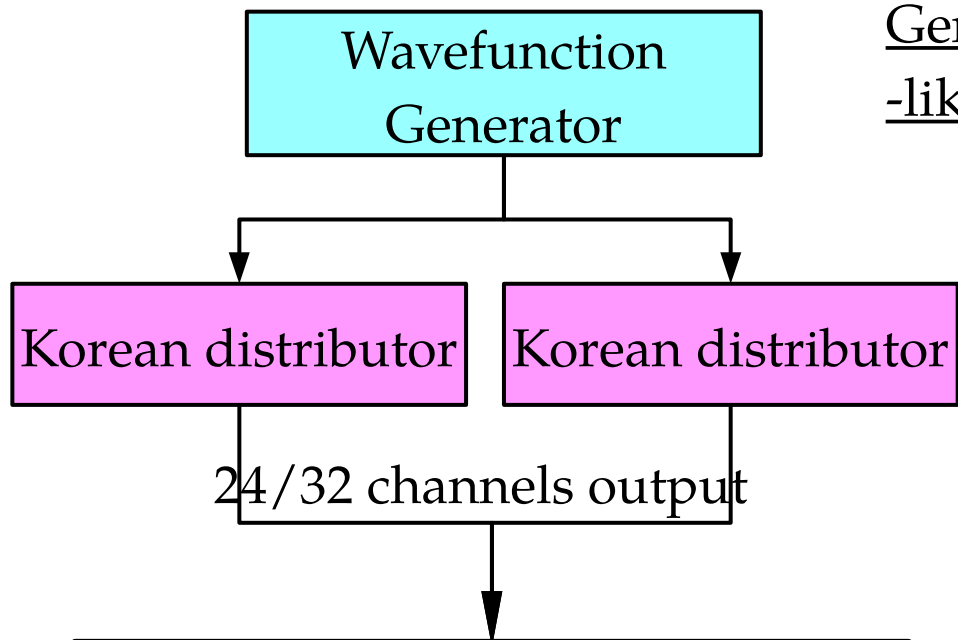 Wavefunction
Generator
Korean distributor
Korean distributor
24/32 channels output